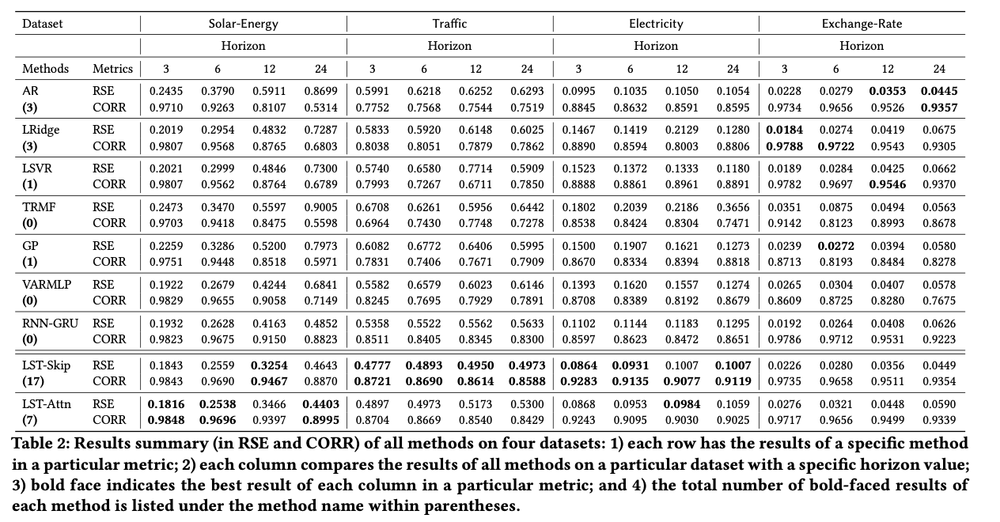 Dataset Solar-Energy Traffic Electricity Exchange-Rate
Horizon Horizon Horizon Horizon
Methods Metrics 3 6 12 24 3 6 12 24 3 6 12 24 3 6 12 24
AR RSE 0.2435 0.3790 0.5911 0.8699 0.5991 0.6218 0.6252 0.6293 0.0995 0.1035 0.1050 0.1054 0.0228 0.0279 0.0353 0.0445
(3) CORR 0.9710 0.9263 0.8107 0.5314 0.7752 0.7568 0.7544 0.7519 0.8845 0.8632 0.8591 0.8595 0.9734 0.9656 0.9526 0.9357
LRidge RSE 0.2019 0.2954 0.4832 0.7287 0.5833 0.5920 0.6148 0.6025 0.1467 0.1419 0.2129 0.1280 0.0184 0.0274 0.0419 0.0675
(3) CORR 0.9807 0.9568 0.8765 0.6803 0.8038 0.8051 0.7879 0.7862 0.8890 0.8594 0.8003 0.8806 0.9788 0.9722 0.9543 0.9305
LSVR RSE 0.2021 0.2999 0.4846 0.7300 0.5740 0.6580 0.7714 0.5909 0.1523 0.1372 0.1333 0.1180 0.0189 0.0284 0.0425 0.0662
(1) CORR 0.9807 0.9562 0.8764 0.6789 0.7993 0.7267 0.6711 0.7850 0.8888 0.8861 0.8961 0.8891 0.9782 0.9697 0.9546 0.9370
TRMF RSE 0.2473 0.3470 0.5597 0.9005 0.6708 0.6261 0.5956 0.6442 0.1802 0.2039 0.2186 0.3656 0.0351 0.0875 0.0494 0.0563
(0) CORR 0.9703 0.9418 0.8475 0.5598 0.6964 0.7430 0.7748 0.7278 0.8538 0.8424 0.8304 0.7471 0.9142 0.8123 0.8993 0.8678
GP RSE 0.2259 0.3286 0.5200 0.7973 0.6082 0.6772 0.6406 0.5995 0.1500 0.1907 0.1621 0.1273 0.0239 0.0272 0.0394 0.0580
(1) CORR 0.9751 0.9448 0.8518 0.5971 0.7831 0.7406 0.7671 0.7909 0.8670 0.8334 0.8394 0.8818 0.8713 0.8193 0.8484 0.8278
VARMLP RSE 0.1922 0.2679 0.4244 0.6841 0.5582 0.6579 0.6023 0.6146 0.1393 0.1620 0.1557 0.1274 0.0265 0.0304 0.0407 0.0578
(0) CORR 0.9829 0.9655 0.9058 0.7149 0.8245 0.7695 0.7929 0.7891 0.8708 0.8389 0.8192 0.8679 0.8609 0.8725 0.8280 0.7675
RNN-GRU RSE 0.1932 0.2628 0.4163 0.4852 0.5358 0.5522 0.5562 0.5633 0.1102 0.1144 0.1183 0.1295 0.0192 0.0264 0.0408 0.0626
(0) CORR 0.9823 0.9675 0.9150 0.8823 0.8511 0.8405 0.8345 0.8300 0.8597 0.8623 0.8472 0.8651 0.9786 0.9712 0.9531 0.9223
LST-Skip RSE 0.1843 0.2559 0.3254 0.4643 0.4777 0.4893 0.4950 0.4973 0.0864 0.0931 0.1007 0.1007 0.0226 0.0280 0.0356 0.0449
(17) CORR 0.9843 0.9690 0.9467 0.8870 0.8721 0.8690 0.8614 0.8588 0.9283 0.9135 0.9077 0.9119 0.9735 0.9658 0.9511 0.9354
LST-Attn RSE 0.1816 0.2538 0.3466 0.4403 0.4897 0.4973 0.5173 0.5300 0.0868 0.0953 0.0984 0.1059 0.0276 0.0321 0.0448 0.0590
(7) CORR 0.9848 0.9696 0.9397 0.8995 0.8704 0.8669 0.8540 0.8429 0.9243 0.9095 0.9030 0.9025 0.9717 0.9656 0.9499 0.9339
Table 2: Results summary (in RSE and CORR) of all methods on four datasets: 1) each row has the results of a specific method
in a particular metric; 2) each column compares the results of all methods on a particular dataset with a specific horizon value;
3) bold face indicates the best result of each column in a particular metric; and 4) the total number of bold-faced results of
each method is listed under the method name within parentheses.